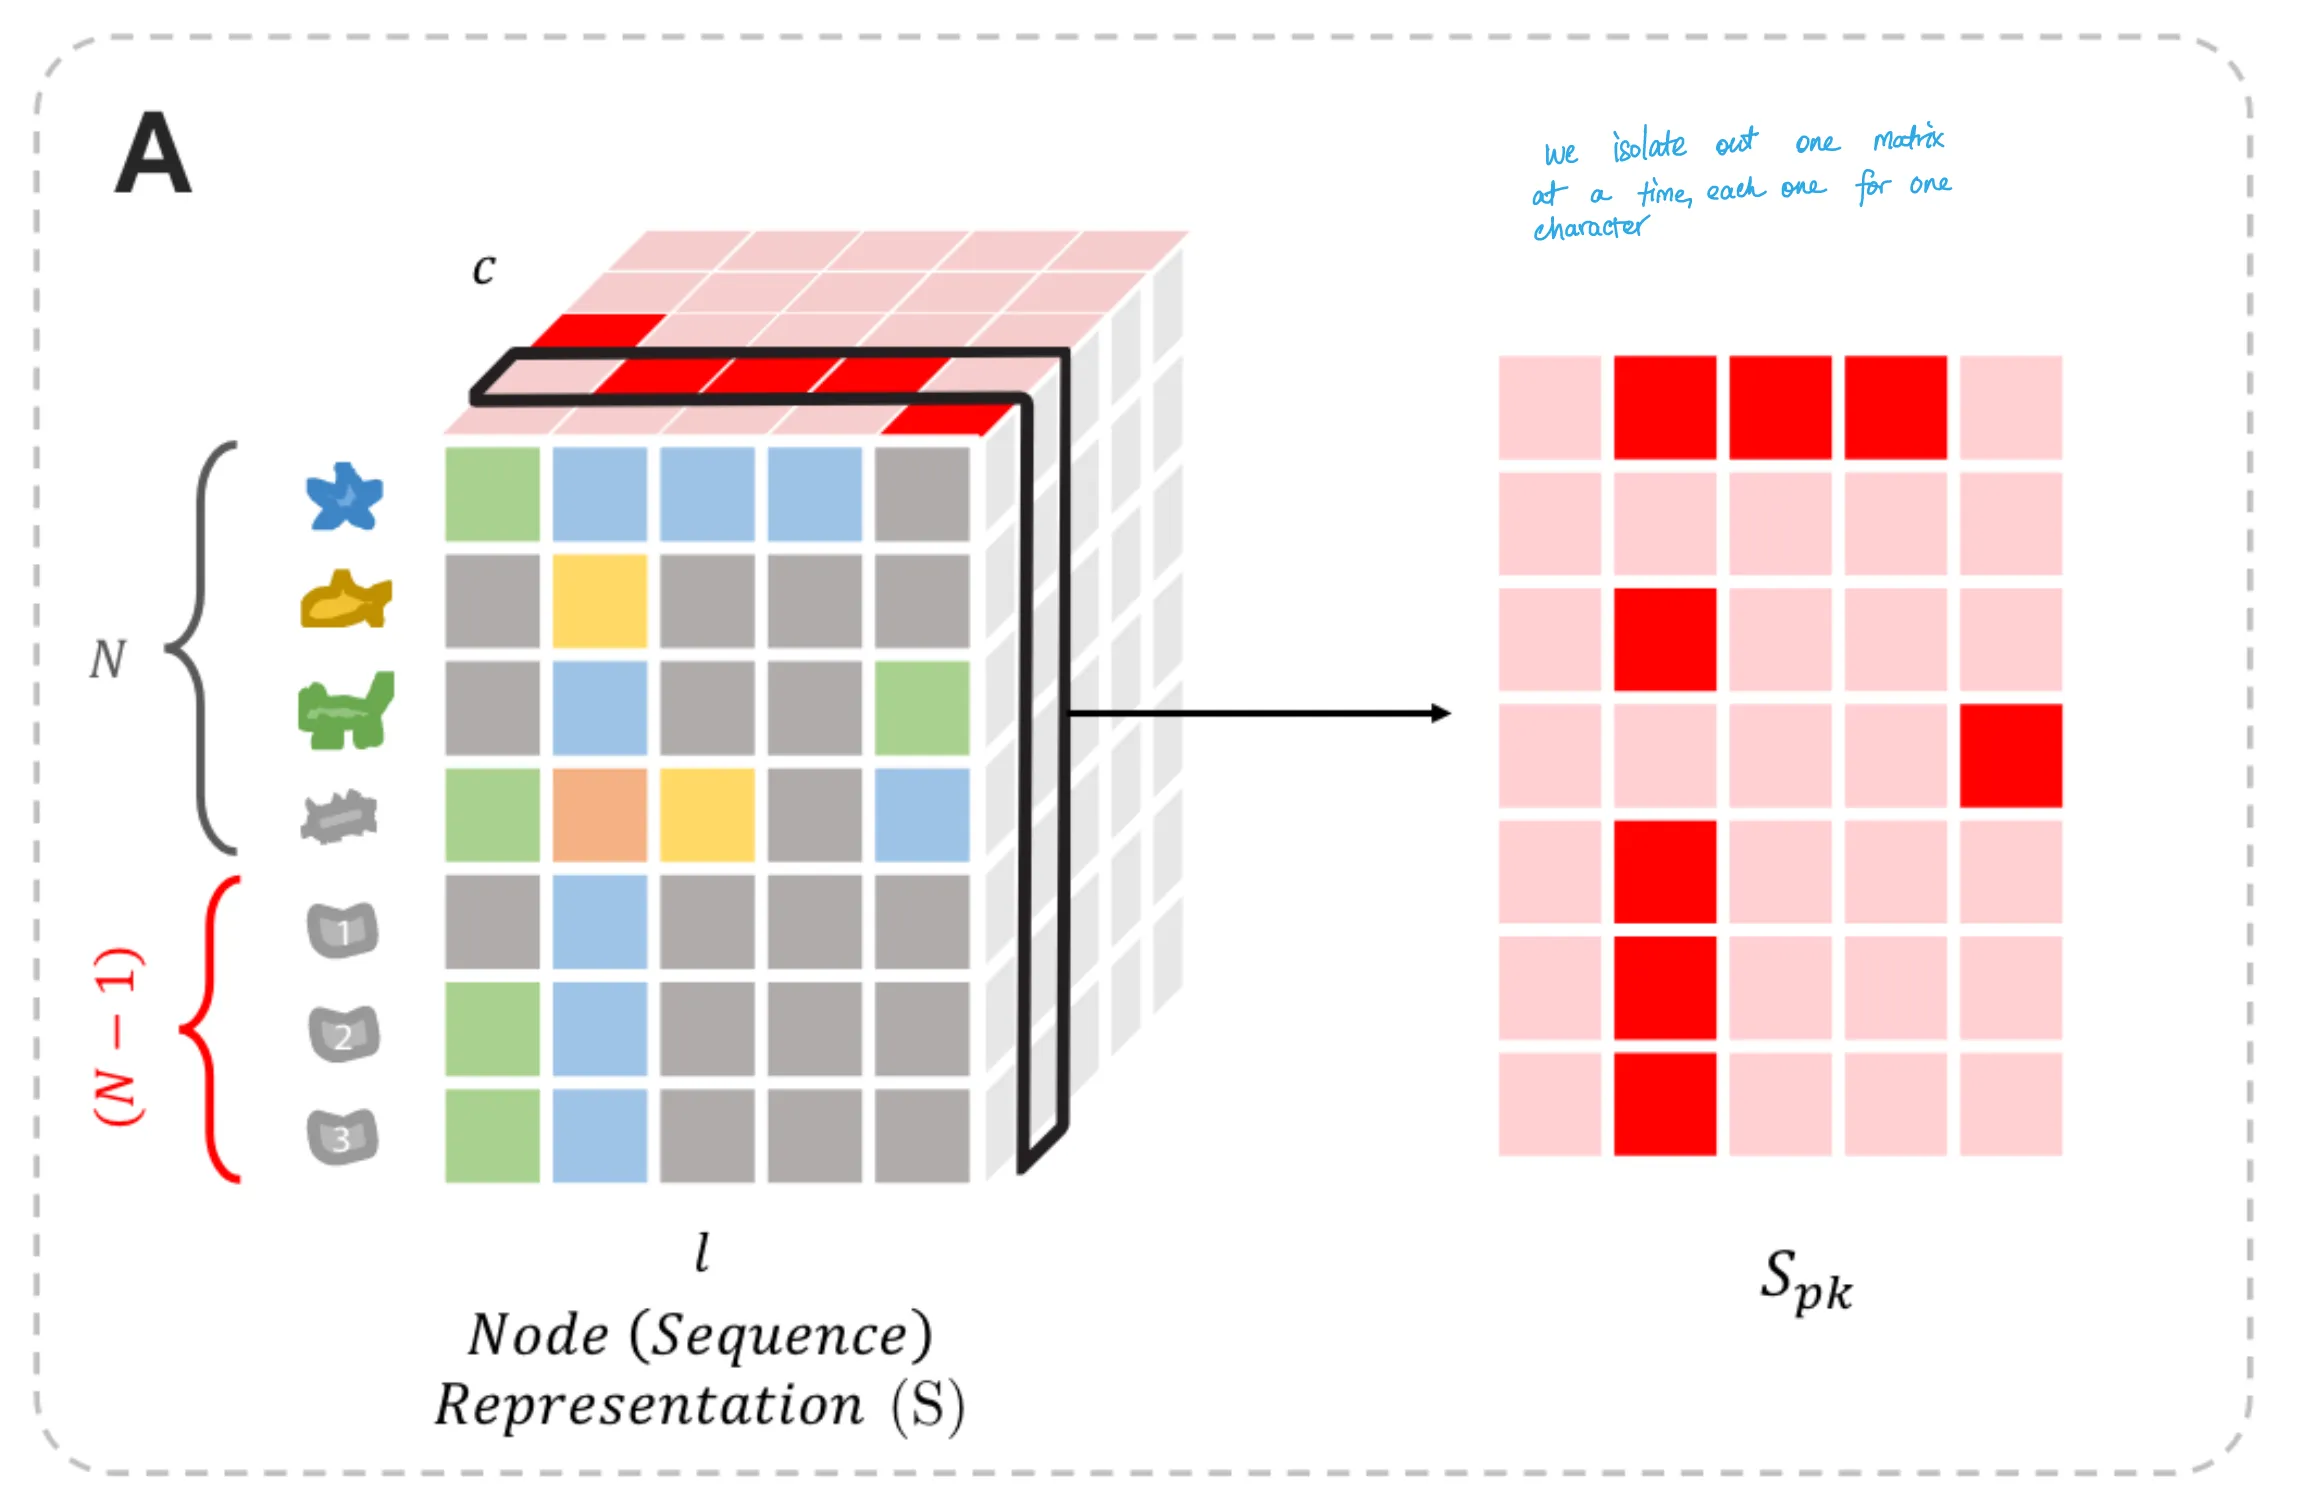 A
we isolate out one matrix
at a time, each one for one
character
c
N
(N − 1)
1
2
3
l
Node (Sequence)
Representation (S)
S_{pk}